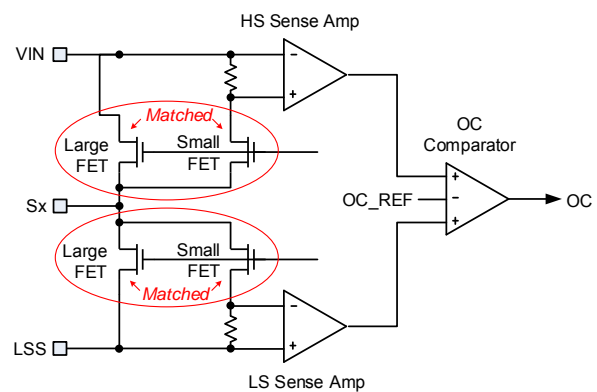 HS Sense Amp
VIN
−
+
Matched
Large
FET
Small
FET
OC
Comparator
+
−
+
OC_REF
OC
Sx
Large
FET
Small
FET
Matched
−
+
LSS
LS Sense Amp